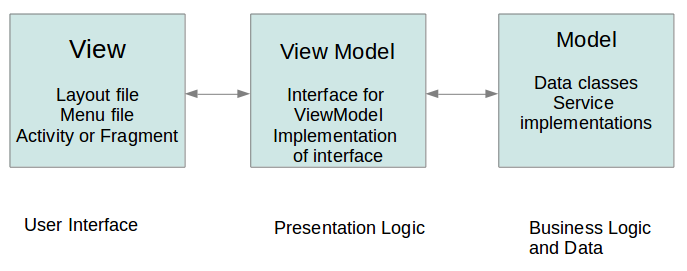 View
Layout file
Menu file
Activity or Fragment
View Model
Interface for
ViewModel
Implementation
of interface
Model
Data classes
Service
implementations
User Interface
Presentation Logic
Business Logic
and Data